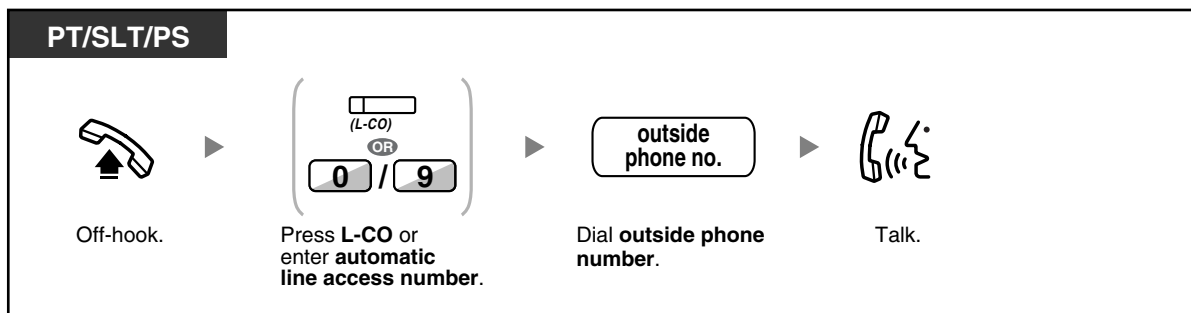 PT/SLT/PS
(L-CO)
OR
0 / 9
outside
phone no.
Off-hook.
Press L-CO or
enter automatic
line access number.
Dial outside phone
number.
Talk.